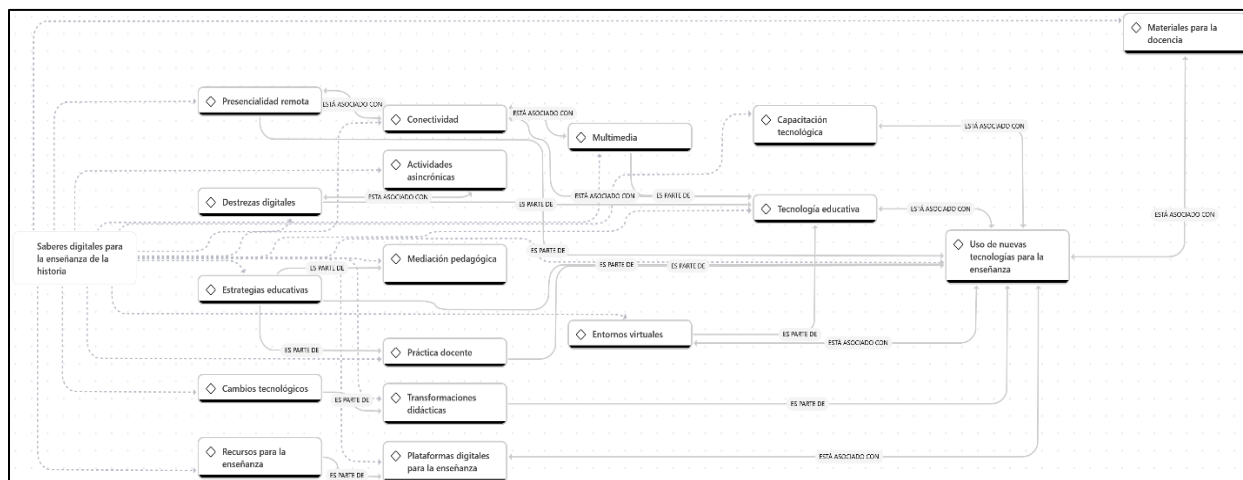 Materiales para la
docencia
Presencialidad remota
ESTÁ ASOCIADO CON
Conectividad
ESTÁ ASOCIADO CON
Multimedia
Capacitación
tecnológica
ESTÁ ASOCIADO CON
Actividades
asincrónicas
Destrezas digitales
ESTA ASOCIADO CON
ES PARTE DE
ESTÁ ASOCIADO CON
ES PARTE DE
Tecnología educativa
ESTÁ ASOCIADO CON
ESTÁ ASOCIADO CON
Saberes digitales para
la enseñanza de la
historia
Mediación pedagógica
ES PARTE DE
ES PARTE DE
ES PARTE DE
ES PARTE DE
Uso de nuevas
tecnologías para la
enseñanza
Estrategias educativas
Entornos virtuales
ES PARTE DE
ESTÁ ASOCIADO CON
ES PARTE DE
Práctica docente
Cambios tecnológicos
ES PARTE DE
Transformaciones
didácticas
ES PARTE DE
Recursos para la
enseñanza
ES PARTE DE
Plataformas digitales
para la enseñanza
ESTÁ ASOCIADO CON